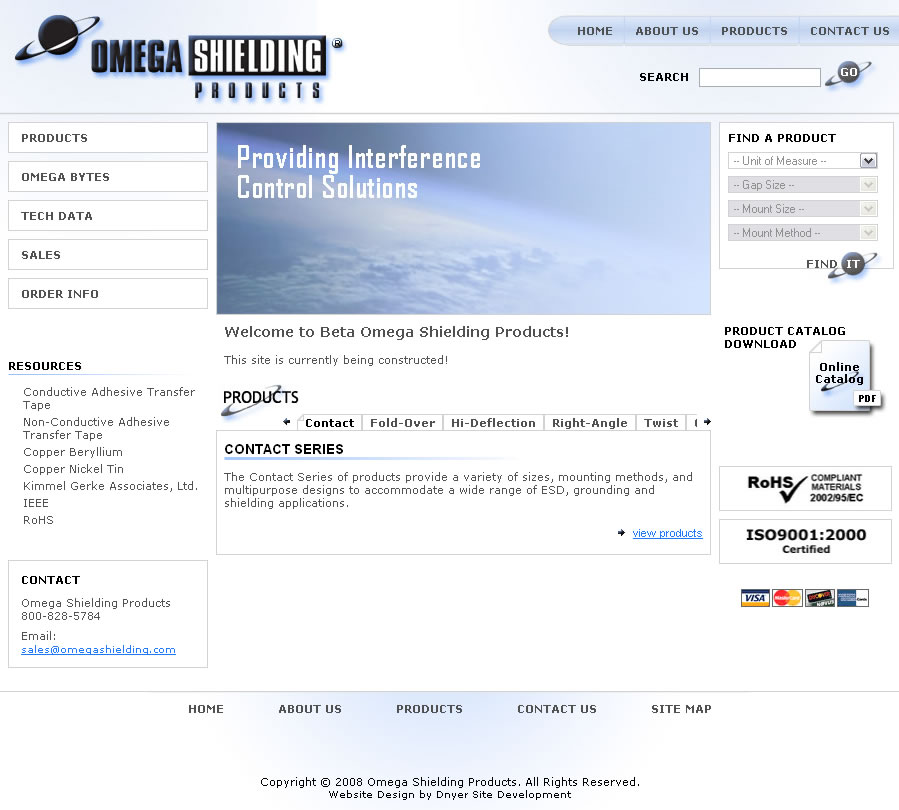 OMEGA SHIELDING ®
PRODUCTS
HOME ABOUT US PRODUCTS CONTACT US
SEARCH GO
PRODUCTS
OMEGA BYTES
TECH DATA
SALES
ORDER INFO
RESOURCES
Conductive Adhesive Transfer
Tape
Non-Conductive Adhesive
Transfer Tape
Copper Beryllium
Copper Nickel Tin
Kimmel Gerke Associates, Ltd.
IEEE
RoHS
CONTACT
Omega Shielding Products
800-828-5784
Email:
sales@omegashielding.com
Providing Interference
Control Solutions
Welcome to Beta Omega Shielding Products!
This site is currently being constructed!
PRODUCTS
Contact Fold-Over Hi-Deflection Right-Angle Twist
CONTACT SERIES
The Contact Series of products provide a variety of sizes, mounting methods, and
multipurpose designs to accommodate a wide range of ESD, grounding and
shielding applications.
view products
FIND A PRODUCT
-- Unit of Measure --
-- Gap Size --
-- Mount Size --
-- Mount Method --
FIND IT
PRODUCT CATALOG
DOWNLOAD
Online
Catalog
PDF
RoHS COMPLIANT
MATERIALS
2002/95/EC
ISO9001:2000
Certified
VISA MasterCard DISCOVER NOVUS
HOME ABOUT US PRODUCTS CONTACT US SITE MAP
Copyright © 2008 Omega Shielding Products. All Rights Reserved.
Website Design by Dnyer Site Development